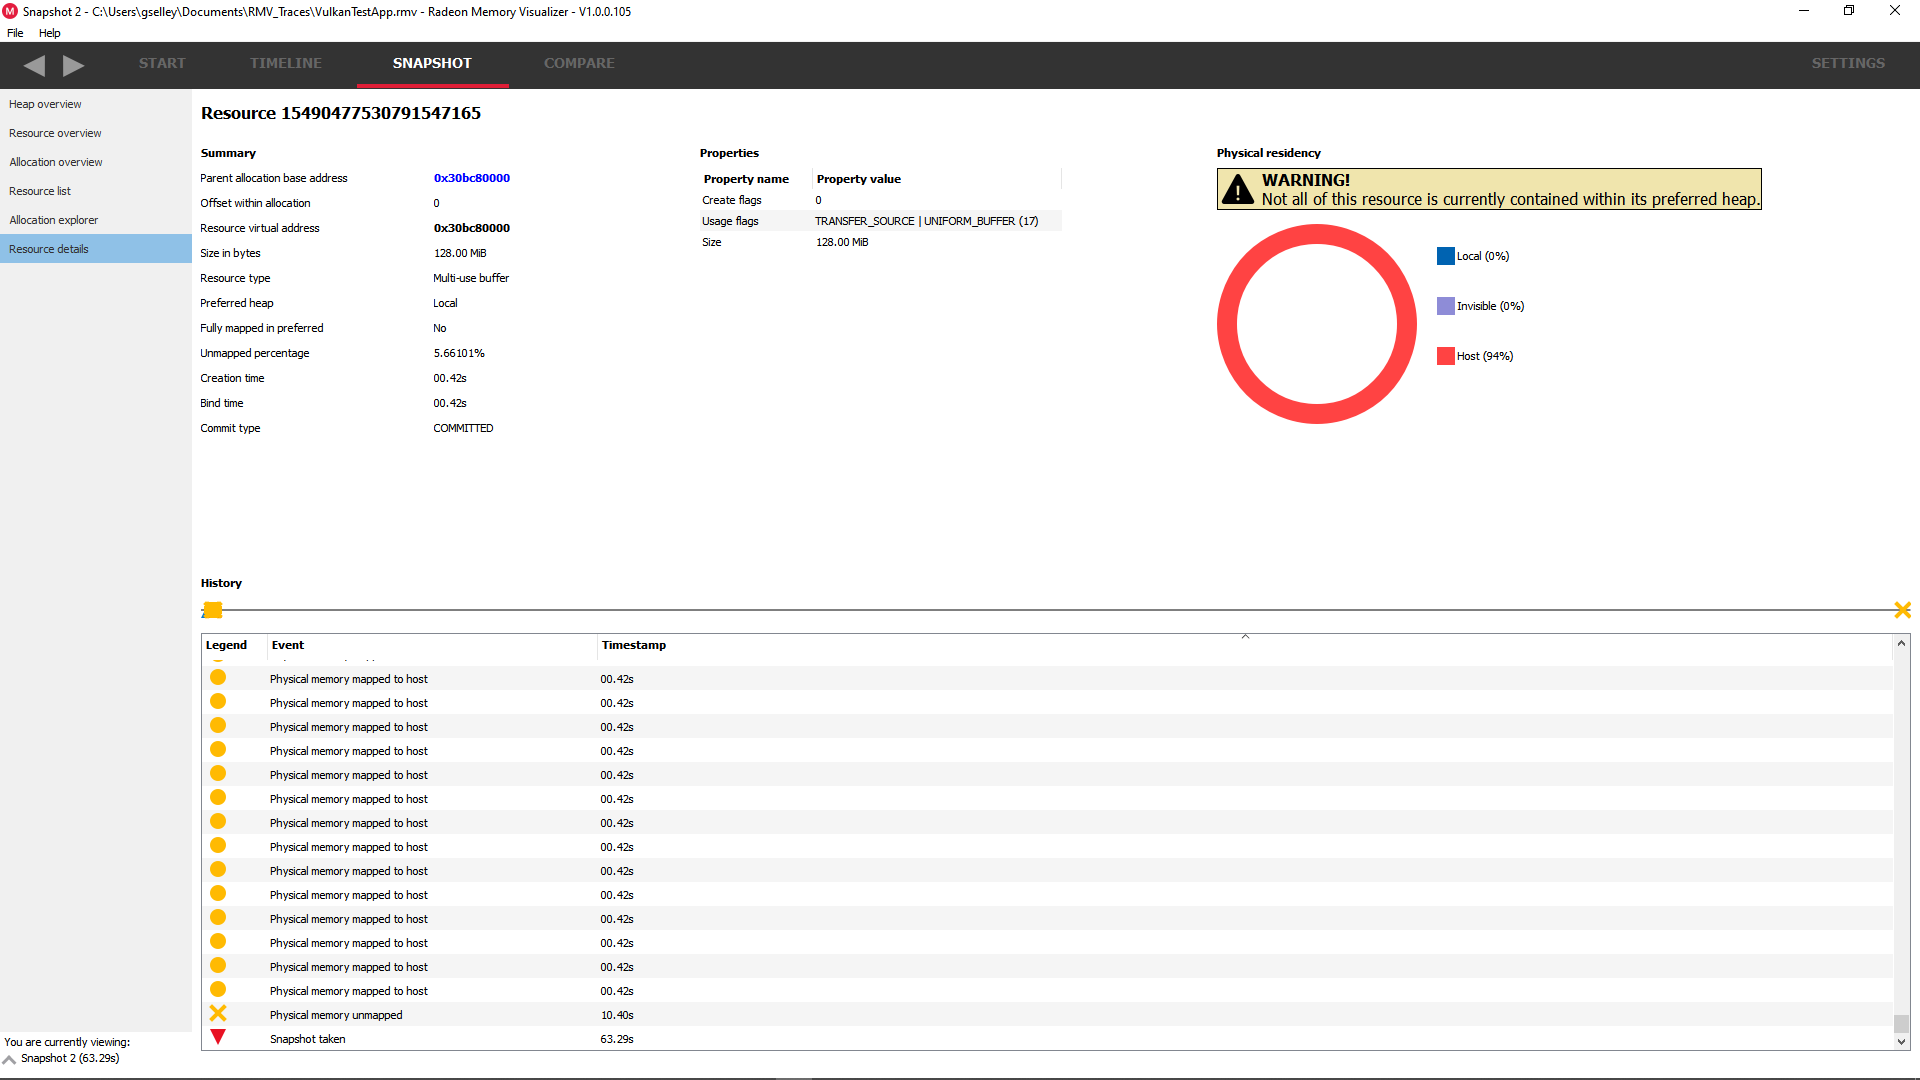 Snapshot 2 - C:\Users\gselley\Documents\RMV_Traces\VulkanTestApp.rmv - Radeon Memory Visualizer - V1.0.0.105
File Help
START TIMELINE SNAPSHOT COMPARE SETTINGS
Heap overview
Resource overview
Allocation overview
Resource list
Allocation explorer
Resource details
Resource 15490477530791547165
Summary
Parent allocation base address 0x30bc80000
Offset within allocation 0
Resource virtual address 0x30bc80000
Size in bytes 128.00 MiB
Resource type Multi-use buffer
Preferred heap Local
Fully mapped in preferred No
Unmapped percentage 5.66101%
Creation time 00.42s
Bind time 00.42s
Commit type COMMITTED
Properties
Property name Property value
Create flags 0
Usage flags TRANSFER_SOURCE | UNIFORM_BUFFER (17)
Size 128.00 MiB
Physical residency
WARNING!
Not all of this resource is currently contained within its preferred heap.
Local (0%)
Invisible (0%)
Host (94%)
History
Legend Event Timestamp
Physical memory mapped to host 00.42s
Physical memory mapped to host 00.42s
Physical memory mapped to host 00.42s
Physical memory mapped to host 00.42s
Physical memory mapped to host 00.42s
Physical memory mapped to host 00.42s
Physical memory mapped to host 00.42s
Physical memory mapped to host 00.42s
Physical memory mapped to host 00.42s
Physical memory mapped to host 00.42s
Physical memory mapped to host 00.42s
Physical memory mapped to host 00.42s
Physical memory mapped to host 00.42s
Physical memory mapped to host 00.42s
Physical memory unmapped 10.40s
Snapshot taken 63.29s
You are currently viewing:
Snapshot 2 (63.29s)